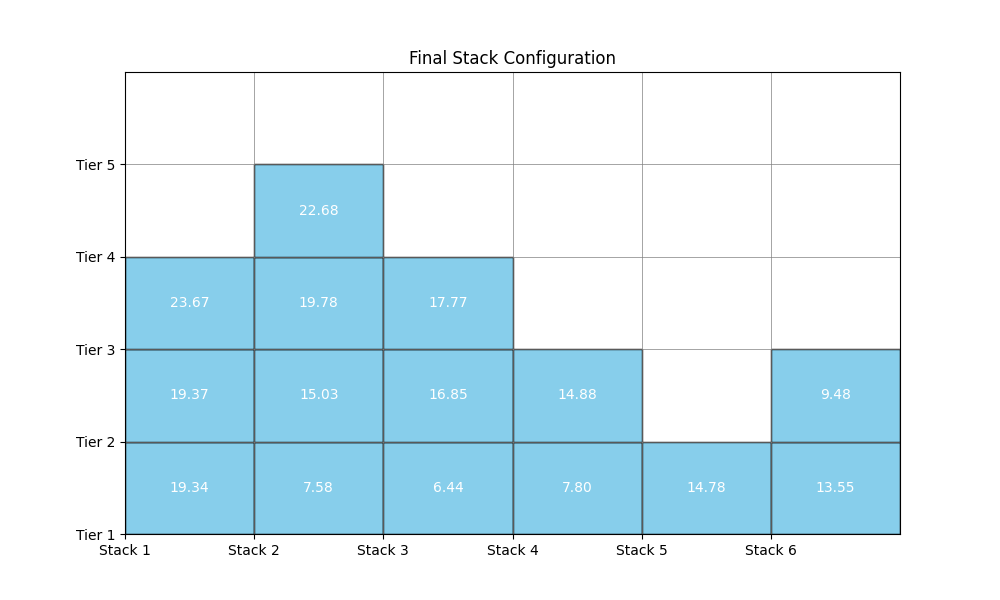 Final Stack Configuration
Tier 5
22.68
Tier 4
23.67 19.78 17.77
Tier 3
19.37 15.03 16.85 14.88 9.48
Tier 2
19.34 7.58 6.44 7.80 14.78 13.55
Tier 1
Stack 1 Stack 2 Stack 3 Stack 4 Stack 5 Stack 6